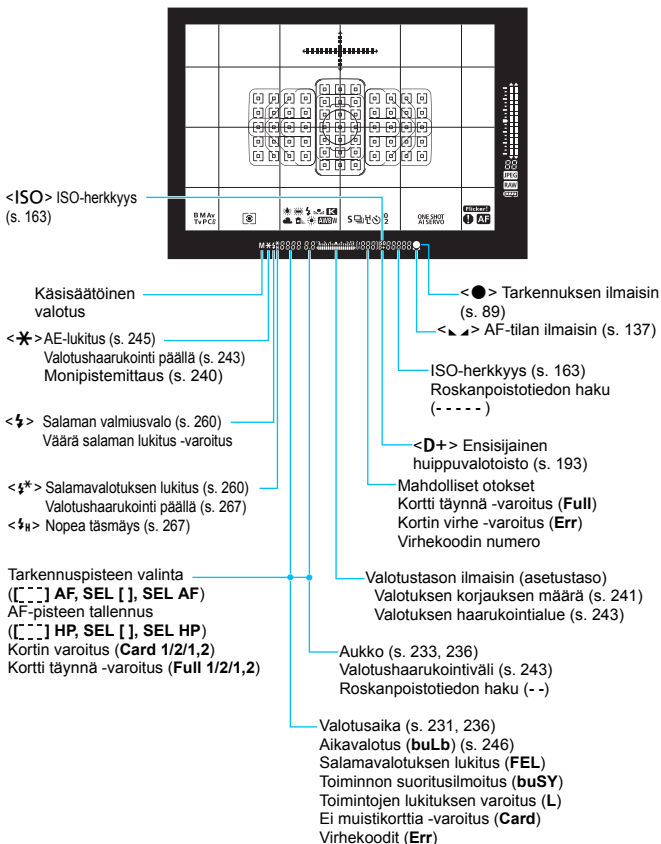 88
JPEG
RAW
B M Av
Tv P C3
K
AWB W
S
ONE SHOT
AI SERVO
Flicker!
AF
<ISO> ISO-herkkyys
(s. 163)
Käsisäätöinen
valotus
<●> Tarkennuksen ilmaisin
(s. 89)
<◣ ◢> AF-tilan ilmaisin (s. 137)
<✱> AE-lukitus (s. 245)
Valotushaarukointi päällä (s. 243)
Monipistemittaus (s. 240)
ISO-herkkyys (s. 163)
Roskanpoistotiedon haku
(- - - - - )
<⚡> Salaman valmiusvalo (s. 260)
Väärä salaman lukitus -varoitus
<D+> Ensisijainen
huippuvalotoisto (s. 193)
<⚡*> Salamavalotuksen lukitus (s. 260)
Valotushaarukointi päällä (s. 267)
<⚡H> Nopea täsmäys (s. 267)
Mahdolliset otokset
Kortti täynnä -varoitus (Full)
Kortin virhe -varoitus (Err)
Virhekoodin numero
Tarkennuspisteen valinta
([ ] AF, SEL [ ], SEL AF)
AF-pisteen tallennus
([ ] HP, SEL [ ], SEL HP)
Kortin varoitus (Card 1/2/1,2)
Kortti täynnä -varoitus (Full 1/2/1,2)
Valotustason ilmaisin (asetustaso)
Valotuksen korjauksen määrä (s. 241)
Valotuksen haarukointialue (s. 243)
Aukko (s. 233, 236)
Valotushaarukointiväli (s. 243)
Roskanpoistotiedon haku (- -)
Valotusaika (s. 231, 236)
Aikavalotus (buLb) (s. 246)
Salamavalotuksen lukitus (FEL)
Toiminnon suoritusilmoitus (buSY)
Toimintojen lukituksen varoitus (L)
Ei muistikorttia -varoitus (Card)
Virhekoodit (Err)